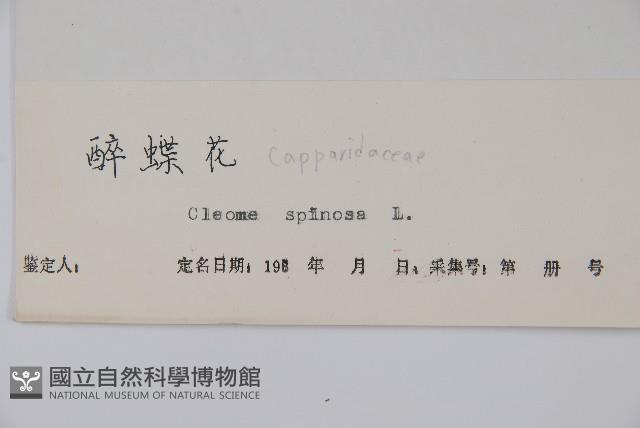 醉蝶花 Capparidaceae
Cleome spinosa L.
鉴定人: 定名日期: 196 年 月 日, 采集号: 第 册 号
國立自然科學博物館
NATIONAL MUSEUM OF NATURAL SCIENCE